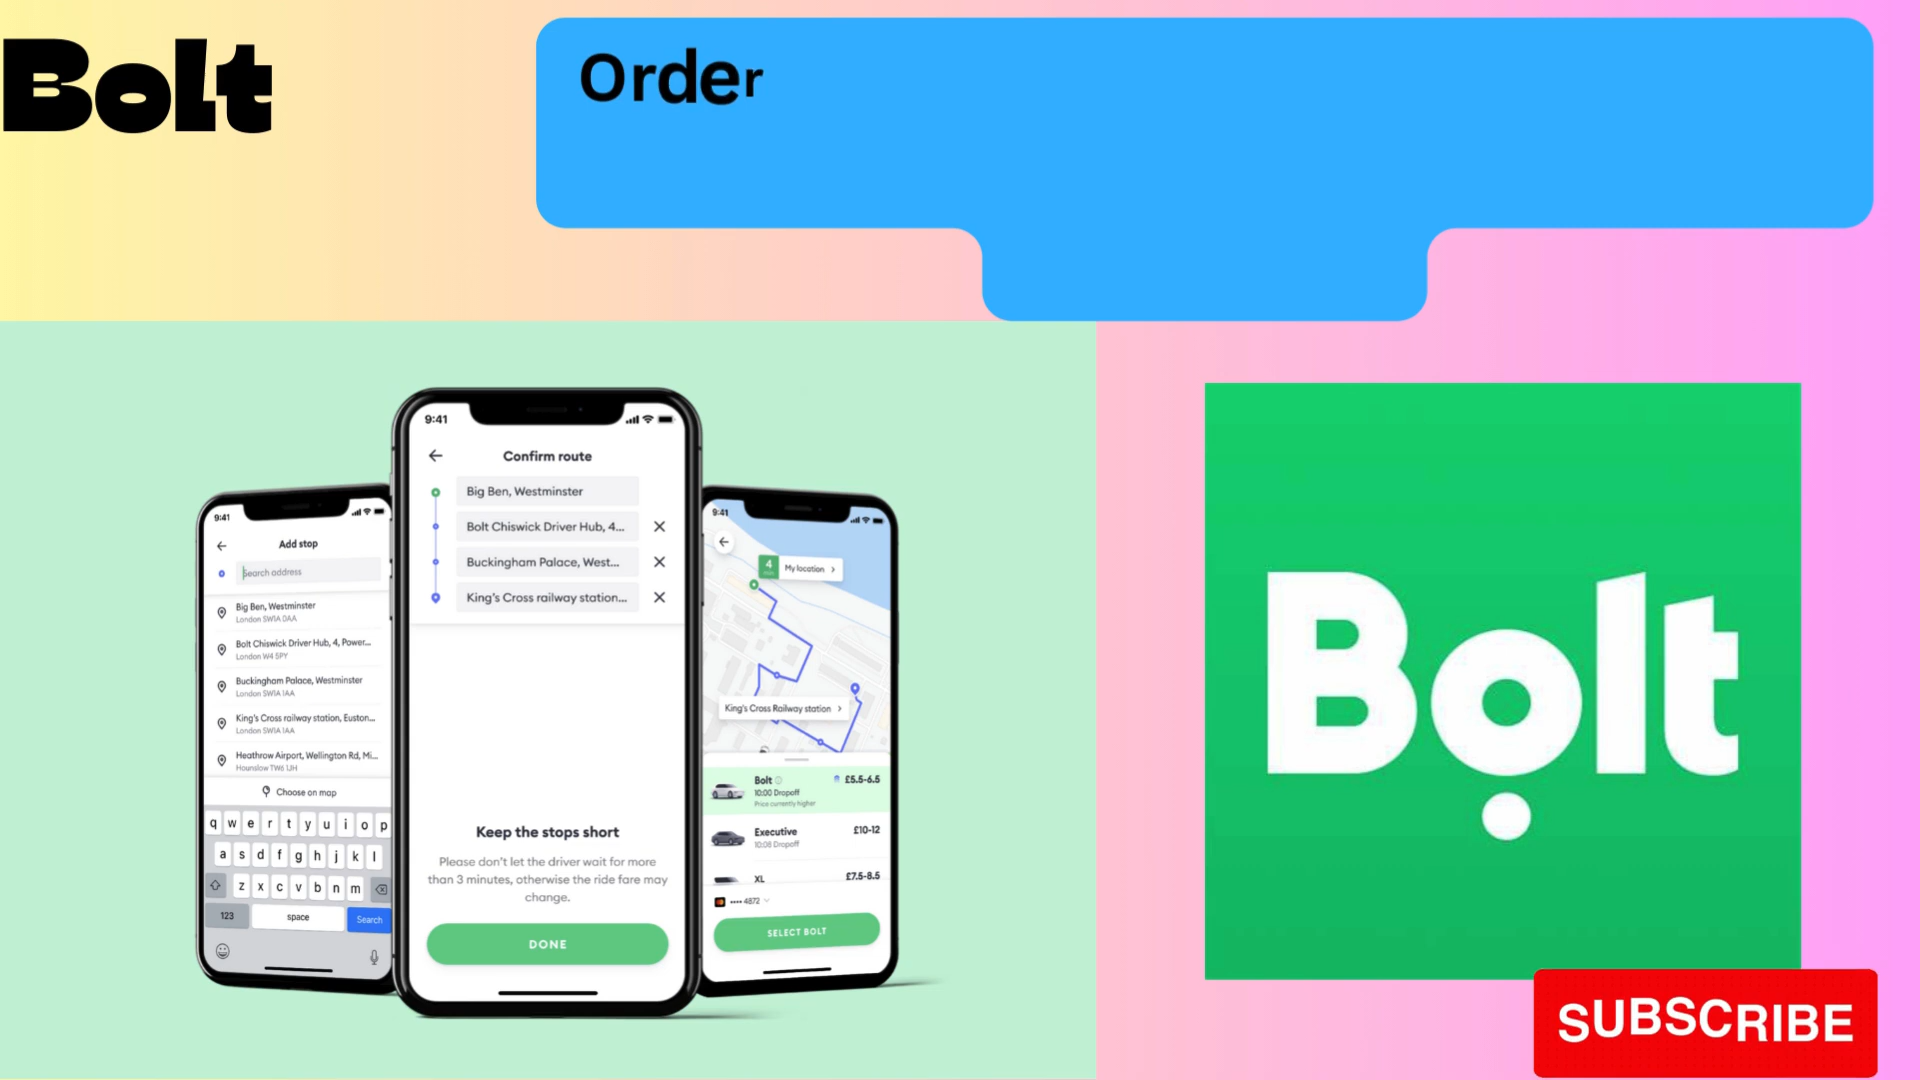 Bolt
Order
9:41
Add stop
Search address
Big Ben, Westminster
London SW1A 0AA
Bolt Chiswick Driver Hub, 4, Power...
London W4 5PY
Buckingham Palace, Westminster
London SW1A 1AA
King's Cross railway station, Euston...
London SW1A 1AA
Heathrow Airport, Wellington Rd, Mi...
Hounslow TW6 1JH
Choose on map
q w e r t y u i o p
a s d f g h j k l
z x c v b n m
123 space Search
9:41
Confirm route
Big Ben, Westminster
Bolt Chiswick Driver Hub, 4...
Buckingham Palace, West...
King's Cross railway station...
Keep the stops short
Please don't let the driver wait for more
than 3 minutes, otherwise the ride fare may
change.
DONE
9:41
4
My location
King's Cross Railway station
Bolt £5.5-6.5
10:00 Dropoff
Price currently higher
Executive £10-12
10:08 Dropoff
XL £7.5-8.5
•••• 4872
SELECT BOLT
Bolt
SUBSCRIBE